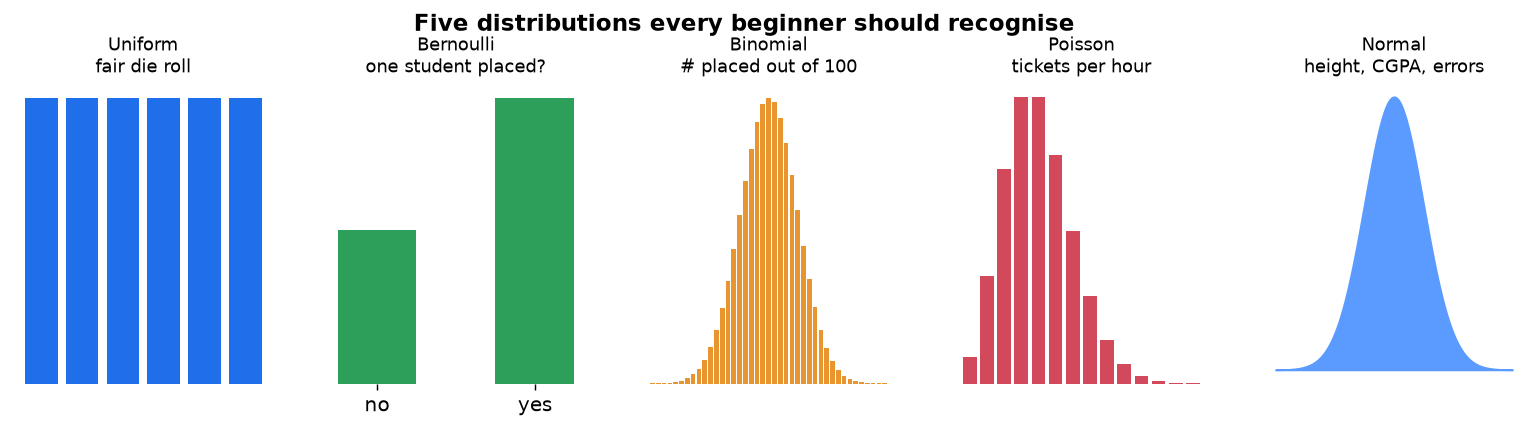 Five distributions every beginner should recognise
Uniform
fair die roll
Bernoulli
one student placed?
no
yes
Binomial
# placed out of 100
Poisson
tickets per hour
Normal
height, CGPA, errors